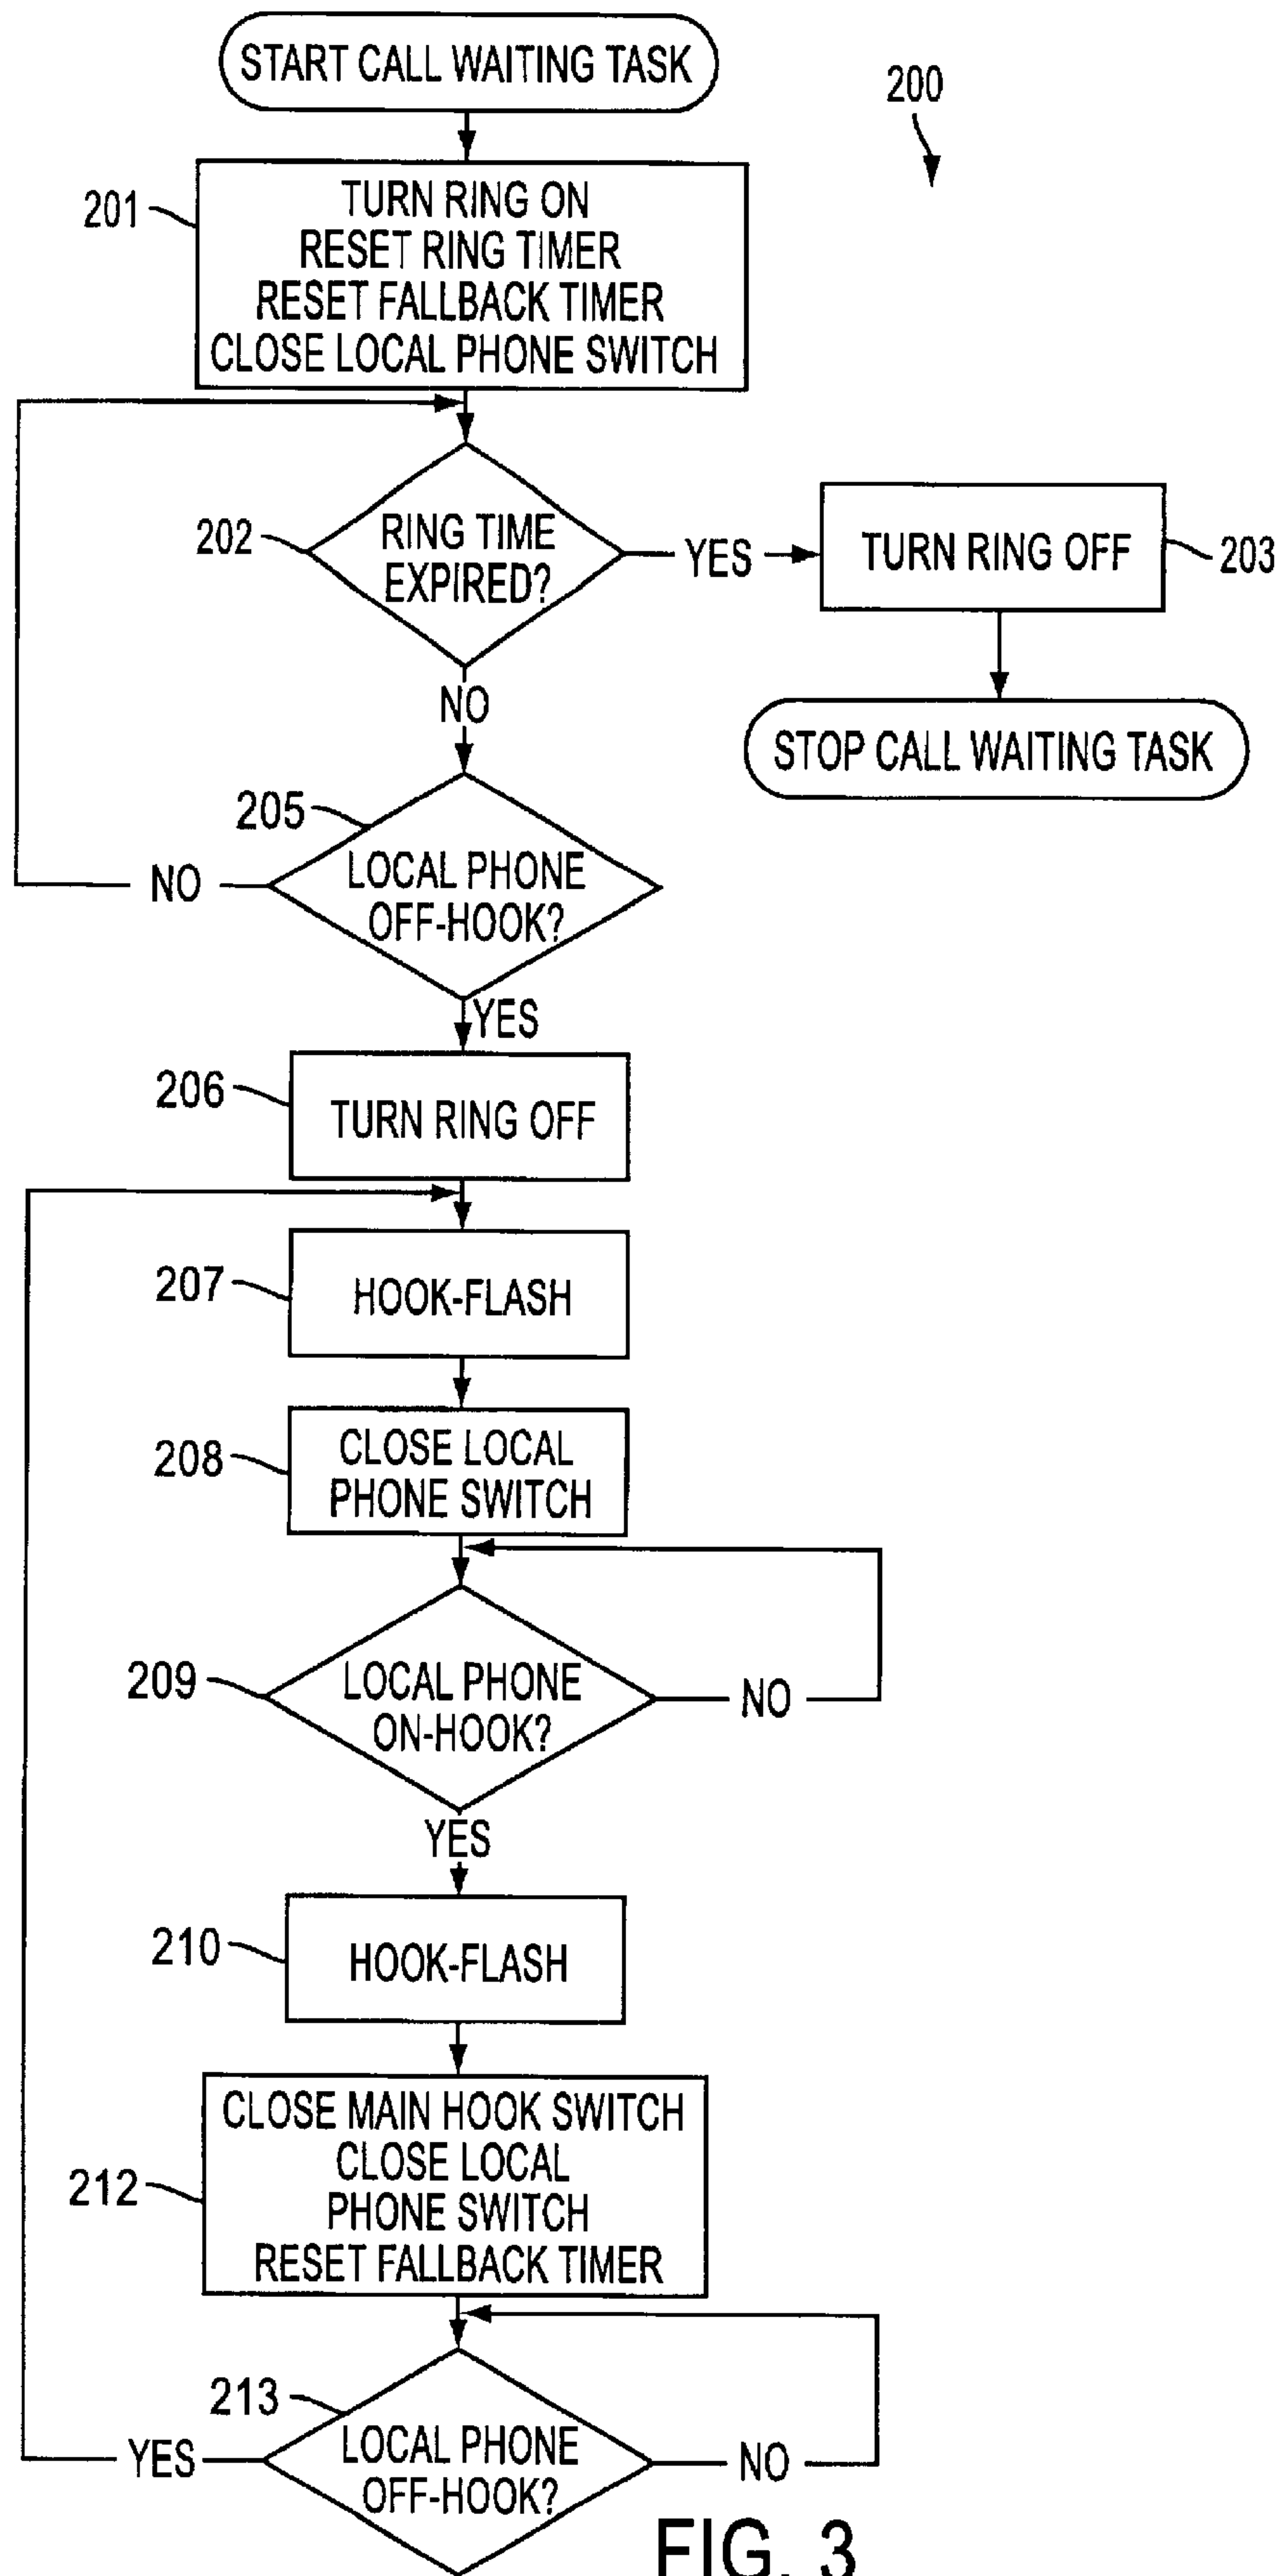 START CALL WAITING TASK
200
201
TURN RING ON
RESET RING TIMER
RESET FALLBACK TIMER
CLOSE LOCAL PHONE SWITCH
202
RING TIME
EXPIRED?
YES
TURN RING OFF
203
NO
STOP CALL WAITING TASK
205
LOCAL PHONE
OFF-HOOK?
NO
YES
206
TURN RING OFF
207
HOOK-FLASH
208
CLOSE LOCAL
PHONE SWITCH
209
LOCAL PHONE
ON-HOOK?
NO
YES
210
HOOK-FLASH
212
CLOSE MAIN HOOK SWITCH
CLOSE LOCAL
PHONE SWITCH
RESET FALLBACK TIMER
213
LOCAL PHONE
OFF-HOOK?
YES
NO
FIG. 3